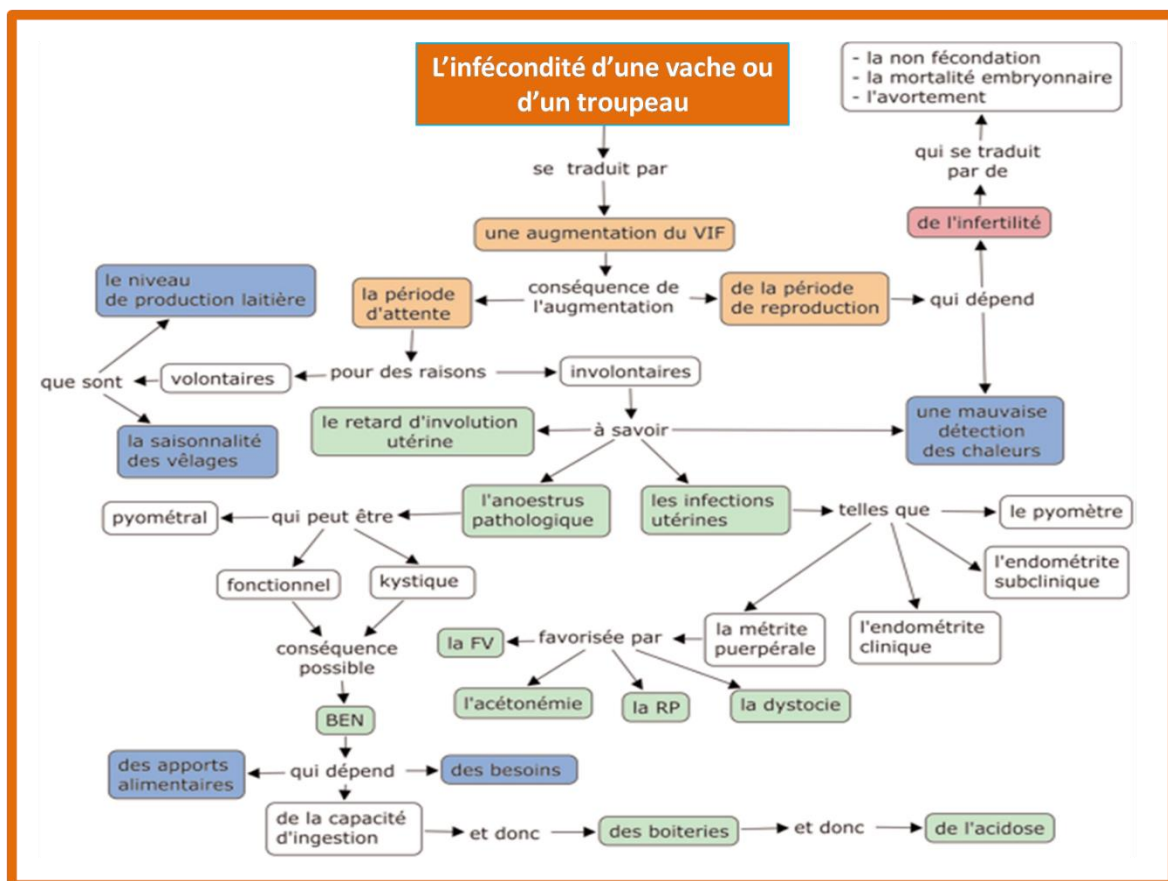 L'infécondité d'une vache ou
d'un troupeau
- la non fécondation
- la mortalité embryonnaire
- l'avortement
se traduit par
qui se traduit
par de
une augmentation du VIF
de l'infertilité
le niveau
de production laitière
la période
d'attente
conséquence de
l'augmentation
de la période
de reproduction
qui dépend
que sont
volontaires
pour des raisons
involontaires
la saisonnalité
des vêlages
le retard d'involution
utérine
à savoir
une mauvaise
détection
des chaleurs
pyométral
qui peut être
l'anoestrus
pathologique
les infections
utérines
telles que
le pyomètre
fonctionnel
kystique
l'endométrite
subclinique
conséquence
possible
la FV
favorisée par
la métrite
puerpérale
l'endométrite
clinique
l'acétonémie
la RP
la dystocie
BEN
des apports
alimentaires
qui dépend
des besoins
de la capacité
d'ingestion
et donc
des boiteries
et donc
de l'acidose